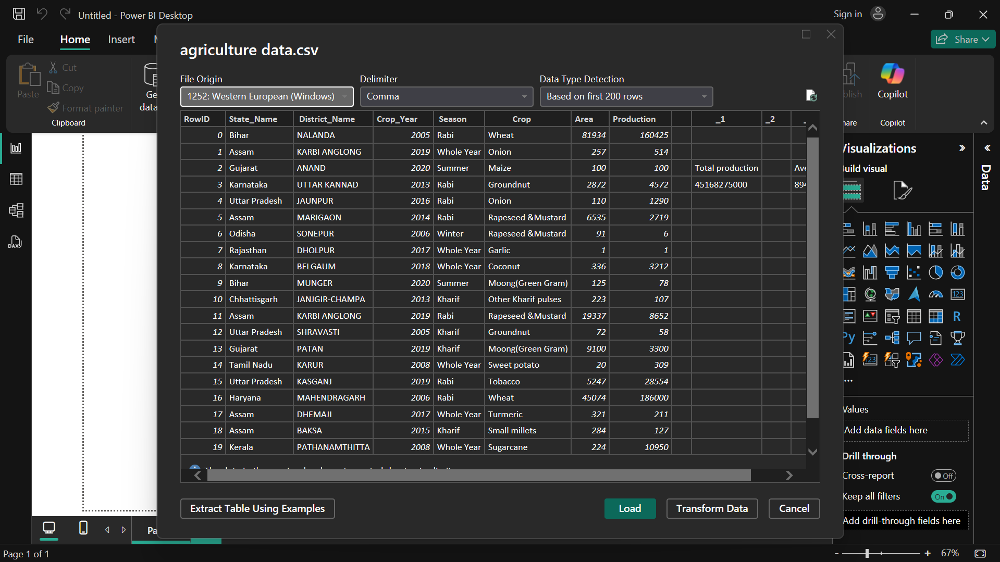 Untitled - Power BI Desktop
Sign in
File
Home
Insert
Share
Paste
Cut
Copy
Format painter
Clipboard
Ge
data
agriculture data.csv
File Origin
Delimiter
Data Type Detection
1252: Western European (Windows)
Comma
Based on first 200 rows
RowID State_Name District_Name Crop_Year Season Crop Area Production _1 _2
0 Bihar NALANDA 2005 Rabi Wheat 81934 160425
1 Assam KARBI ANGLONG 2019 Whole Year Onion 257 514
2 Gujarat ANAND 2020 Summer Maize 100 100 Total production Ave
3 Karnataka UTTAR KANNAD 2013 Rabi Groundnut 2872 4572 45168275000 894
4 Uttar Pradesh JAUNPUR 2016 Rabi Onion 110 1290
5 Assam MARIGAON 2014 Rabi Rapeseed &Mustard 6535 2719
6 Odisha SONEPUR 2006 Winter Rapeseed &Mustard 91 6
7 Rajasthan DHOLPUR 2017 Whole Year Garlic 1 1
8 Karnataka BELGAUM 2018 Whole Year Coconut 336 3212
9 Bihar MUNGER 2020 Summer Moong(Green Gram) 125 78
10 Chhattisgarh JANJGIR-CHAMPA 2013 Kharif Other Kharif pulses 223 107
11 Assam KARBI ANGLONG 2019 Rabi Rapeseed &Mustard 19337 8652
12 Uttar Pradesh SHRAVASTI 2005 Kharif Groundnut 72 58
13 Gujarat PATAN 2019 Kharif Moong(Green Gram) 9100 3300
14 Tamil Nadu KARUR 2008 Whole Year Sweet potato 20 309
15 Uttar Pradesh KASGANJ 2019 Rabi Tobacco 5247 28554
16 Haryana MAHENDRAGARH 2006 Rabi Wheat 45074 186000
17 Assam DHEMAJI 2017 Whole Year Turmeric 321 211
18 Assam BAKSA 2015 Kharif Small millets 284 127
19 Kerala PATHANAMTHITTA 2008 Whole Year Sugarcane 224 10950
Extract Table Using Examples
Load
Transform Data
Cancel
blish
Copilot
hare
Copilot
Visualizations
Data
uild visual
123
R
Py
123
DAX
Values
Add data fields here
Drill through
Cross-report
Off
Keep all filters
On
Add drill-through fields here
Pa
Page 1 of 1
- + 67%